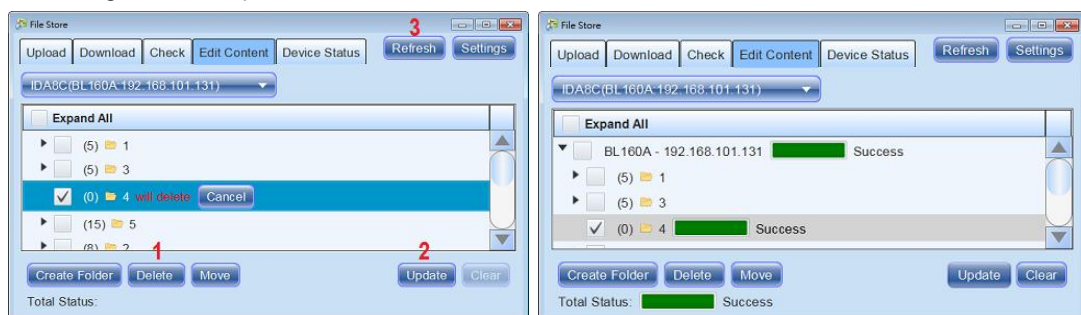 3
File Store
Upload Download Check Edit Content Device Status Refresh Settings
IDA8C(BL160A:192.168.101.131)
Expand All
(5) 1
(5) 3
(0) 4 will delete Cancel
(15) 5
(8) 2
1 2
Create Folder Delete Move Update Clear
Total Status:
File Store
Upload Download Check Edit Content Device Status Refresh Settings
IDA8C(BL160A:192.168.101.131)
Expand All
BL160A - 192.168.101.131 Success
(5) 1
(5) 3
(0) 4 Success
Create Folder Delete Move Update Clear
Total Status: Success